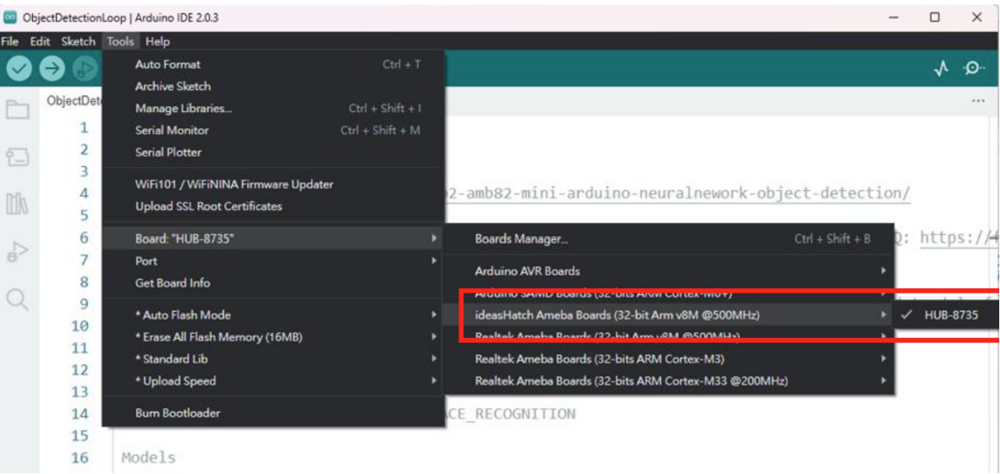 ObjectDetectionLoop | Arduino IDE 2.0.3
File Edit Sketch Tools Help
ObjectDet
Auto Format Ctrl + T
Archive Sketch
Manage Libraries... Ctrl + Shift + I
Serial Monitor Ctrl + Shift + M
Serial Plotter
WiFi101 / WiFiNINA Firmware Updater
Upload SSL Root Certificates
Board: "HUB-8735"
Port
Get Board Info
* Auto Flash Mode
* Erase All Flash Memory (16MB)
* Standard Lib
* Upload Speed
Burn Bootloader
Boards Manager... Ctrl + Shift + B
Arduino AVR Boards
Arduino SAMD Boards (32-bits ARM Cortex-M0+)
ideasHatch Ameba Boards (32-bit Arm v8M @500MHz)
Realtek Ameba Boards (32-bit Arm v8M @500MHz)
Realtek Ameba Boards (32-bits ARM Cortex-M3)
Realtek Ameba Boards (32-bits ARM Cortex-M33 @200MHz)
HUB-8735
1
2
3
4 2-amb82-mini-arduino-neuralnework-object-detection/
5
6 Q: https://
7
8
9
10
11
12
13
14 CE_RECOGNITION
15
16 Models